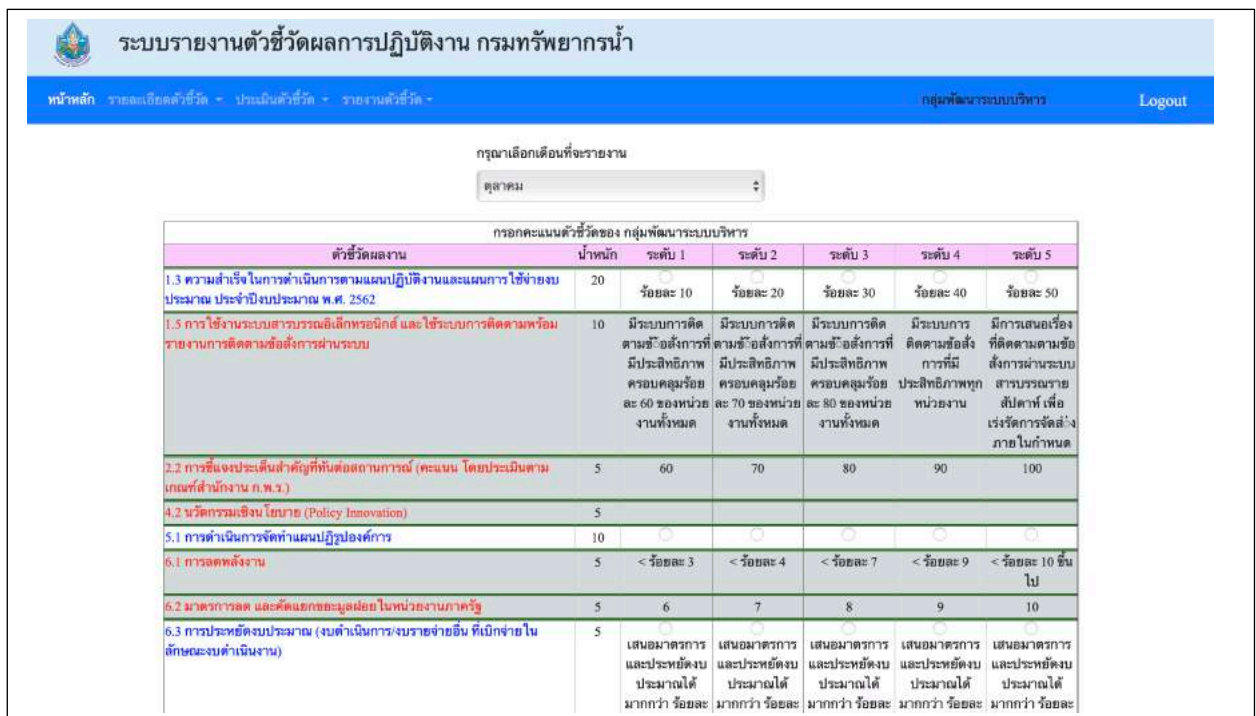 ระบบรายงานตัวชี้วัดผลการปฏิบัติงาน กรมทรัพยากรน้ำ
หน้าหลัก รายละเอียดตัวชี้วัด ประเมินตัวชี้วัด รายงานตัวชี้วัด กลุ่มพัฒนาระบบบริหาร Logout
กรุณาเลือกเดือนที่จะรายงาน
ตุลาคม
กรอกคะแนนตัวชี้วัดของ กลุ่มพัฒนาระบบบริหาร
ตัวชี้วัดผลงาน น้ำหนัก ระดับ 1 ระดับ 2 ระดับ 3 ระดับ 4 ระดับ 5
1.3 ความสำเร็จในการดำเนินการตามแผนปฏิบัติงานและแผนการใช้จ่ายงบ 20
ประมาณ ประจำปีงบประมาณ พ.ศ. 2562 ร้อยละ 10 ร้อยละ 20 ร้อยละ 30 ร้อยละ 40 ร้อยละ 50
1.5 การใช้งานระบบสารบรรณอิเล็กทรอนิกส์ และใช้ระบบการติดตามพร้อม 10 มีระบบการติด มีระบบการติด มีระบบการติด มีระบบการ มีการเสนอเรื่อง
รายงานการติดตามข้อสั่งการผ่านระบบ ตามข้อสั่งการที่ ตามข้อสั่งการที่ ตามข้อสั่งการที่ ติดตามข้อสั่ง ที่ติดตามตามข้อ
มีประสิทธิภาพ มีประสิทธิภาพ มีประสิทธิภาพ การที่มี สั่งการผ่านระบบ
ครอบคลุมร้อย ครอบคลุมร้อย ครอบคลุมร้อย ประสิทธิภาพทุก สารบรรณราย
ละ 60 ของหน่วย ละ 70 ของหน่วย ละ 80 ของหน่วย หน่วยงาน สัปดาห์ เพื่อ
งานทั้งหมด งานทั้งหมด งานทั้งหมด เร่งรัดการจัดส่ง
ภายในกำหนด
2.2 การชี้แจงประเด็นสำคัญที่ทันต่อสถานการณ์ (คะแนน โดยประเมินตาม 5 60 70 80 90 100
เกณฑ์สำนักงาน ก.พ.ร.)
4.2 นวัตกรรมเชิงนโยบาย (Policy Innovation) 5
5.1 การดำเนินการจัดทำแผนปฏิรูปองค์การ 10
6.1 การลดพลังงาน 5 < ร้อยละ 3 < ร้อยละ 4 < ร้อยละ 7 < ร้อยละ 9 < ร้อยละ 10 ขึ้น
ไป
6.2 มาตรการลด และคัดแยกขยะมูลฝอยในหน่วยงานภาครัฐ 5 6 7 8 9 10
6.3 การประหยัดงบประมาณ (งบดำเนินการ/งบรายจ่ายอื่น ที่เบิกจ่ายใน 5
ลักษณะงบดำเนินงาน) เสนอมาตรการ เสนอมาตรการ เสนอมาตรการ เสนอมาตรการ เสนอมาตรการ
และประหยัดงบ และประหยัดงบ และประหยัดงบ และประหยัดงบ และประหยัดงบ
ประมาณได้ ประมาณได้ ประมาณได้ ประมาณได้ ประมาณได้
มากกว่า ร้อยละ มากกว่า ร้อยละ มากกว่า ร้อยละ มากกว่า ร้อยละ มากกว่า ร้อยละ